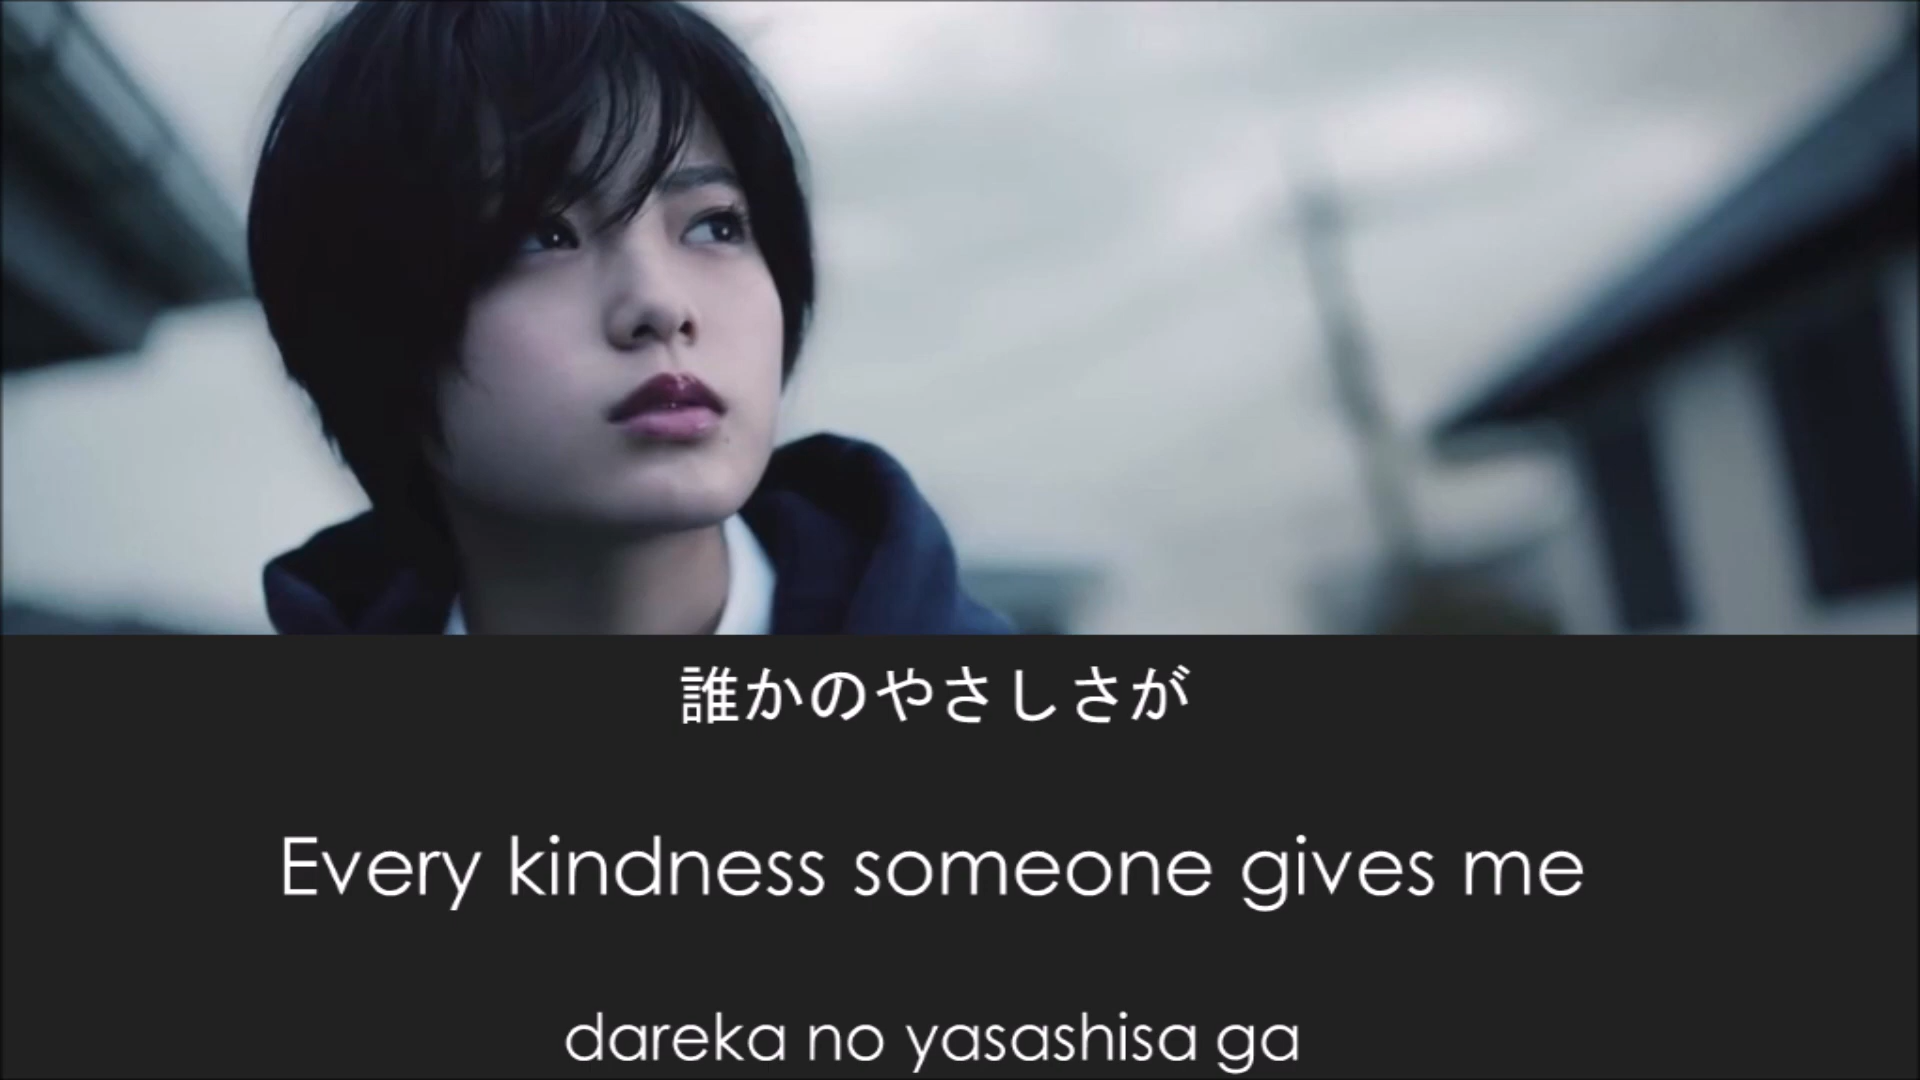 誰かのやさしさが
Every kindness someone gives me
dareka no yasashisa ga